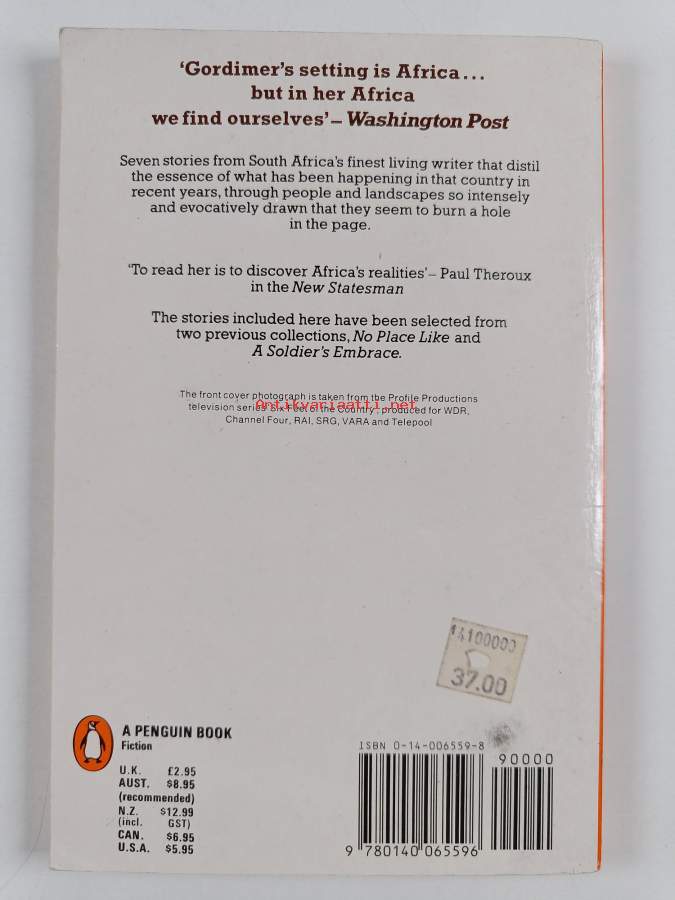 ‘Gordimer’s setting is Africa...
but in her Africa
we find ourselves’ – Washington Post
Seven stories from South Africa’s finest living writer that distil
the essence of what has been happening in that country in
recent years, through people and landscapes so intensely
and evocatively drawn that they seem to burn a hole
in the page.
‘To read her is to discover Africa’s realities’ – Paul Theroux
in the New Statesman
The stories included here have been selected from
two previous collections, No Place Like and
A Soldier’s Embrace.
The front cover photograph is taken from the Profile Productions
Antikvariaatti.net
television series ‘Six Feet of the Country’, produced for WDR,
Channel Four, RAI, SRG, VARA and Telepool
14100000
37.00
A PENGUIN BOOK
Fiction
U.K. £2.95
AUST. $8.95
(recommended)
N.Z. $12.99
(incl. GST)
CAN. $6.95
U.S.A. $5.95
ISBN 0-14-006559-8
90000
9 780140 065596